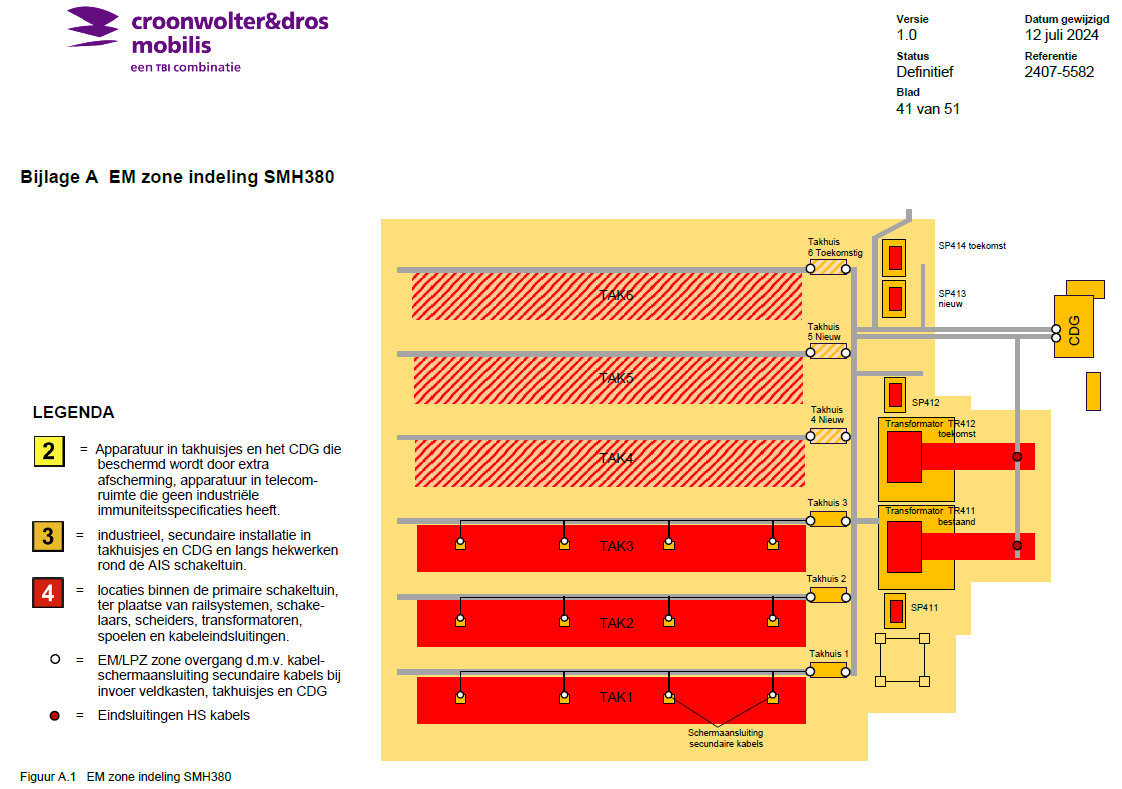 croonwolter&dros
mobilis
een TBI combinatie
Versie
1.0
Datum gewijzigd
12 juli 2024
Status
Definitief
Referentie
2407-5582
Blad
41 van 51
Bijlage A EM zone indeling SMH380
Takhuis
6 Toekomstig
SP414 toekomst
TAK6
SP413
nieuw
CDG
Takhuis
5 Nieuw
TAK5
SP412
Takhuis
4 Nieuw
Transformator TR412
toekomst
TAK4
Takhuis 3
Transformator TR411
bestaand
TAK3
Takhuis 2
SP411
TAK2
Takhuis 1
TAK1
Schermaansluiting
secundaire kabels
LEGENDA
2 = Apparatuur in takhuisjes en het CDG die
beschermd wordt door extra
afscherming, apparatuur in telecom-
ruimte die geen industriële
immuniteitsspecificaties heeft.
3 = industrieel, secundaire installatie in
takhuisjes en CDG en langs hekwerken
rond de AIS schakeltuin.
4 = locaties binnen de primaire schakeltuin,
ter plaatse van railsystemen, schake-
laars, scheiders, transformatoren,
spoelen en kabeleindsluitingen.
= EM/LPZ zone overgang d.m.v. kabel-
schermaansluiting secundaire kabels bij
invoer veldkasten, takhuisjes en CDG
= Eindsluitingen HS kabels
Figuur A.1 EM zone indeling SMH380